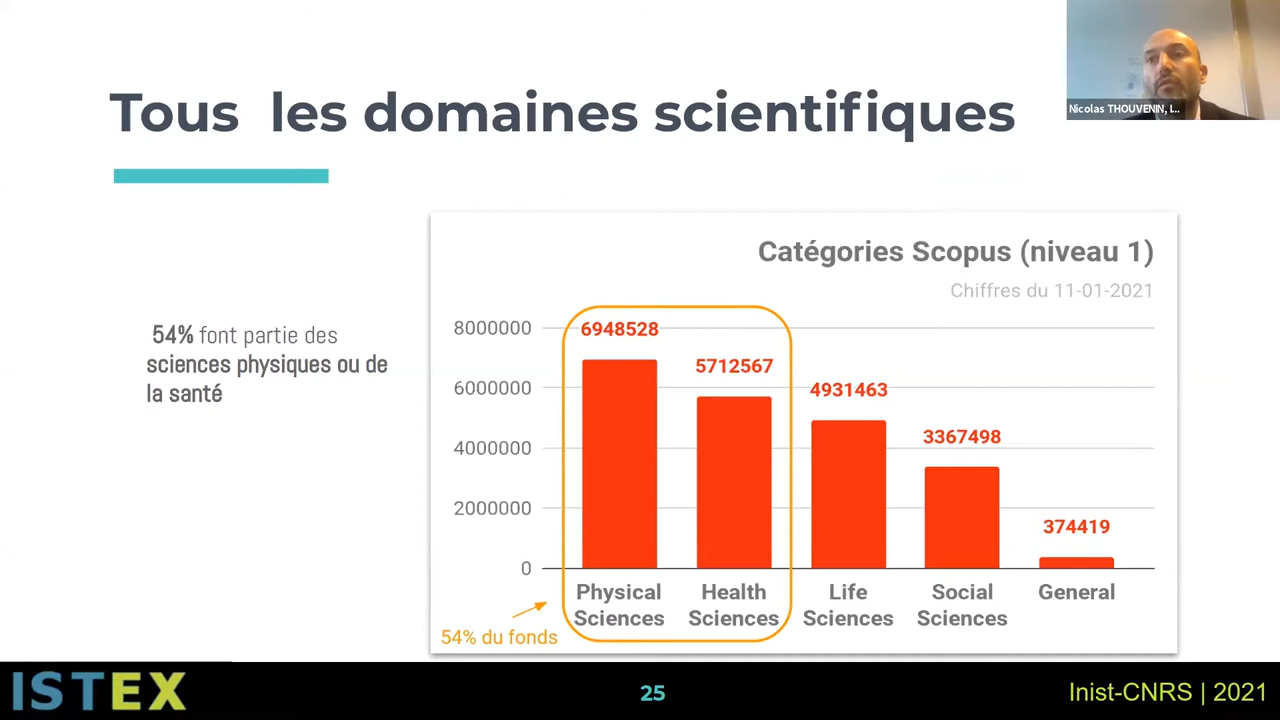 Tous les domaines scientifiques
Nicolas THOUVENIN, I...
Catégories Scopus (niveau 1)
Chiffres du 11-01-2021
54% font partie des
sciences physiques ou de
la santé
8000000
6000000
4000000
2000000
0
6948528
5712567
4931463
3367498
374419
Physical
Sciences
Health
Sciences
Life
Sciences
Social
Sciences
General
54% du fonds
ISTEX
25
Inist-CNRS | 2021